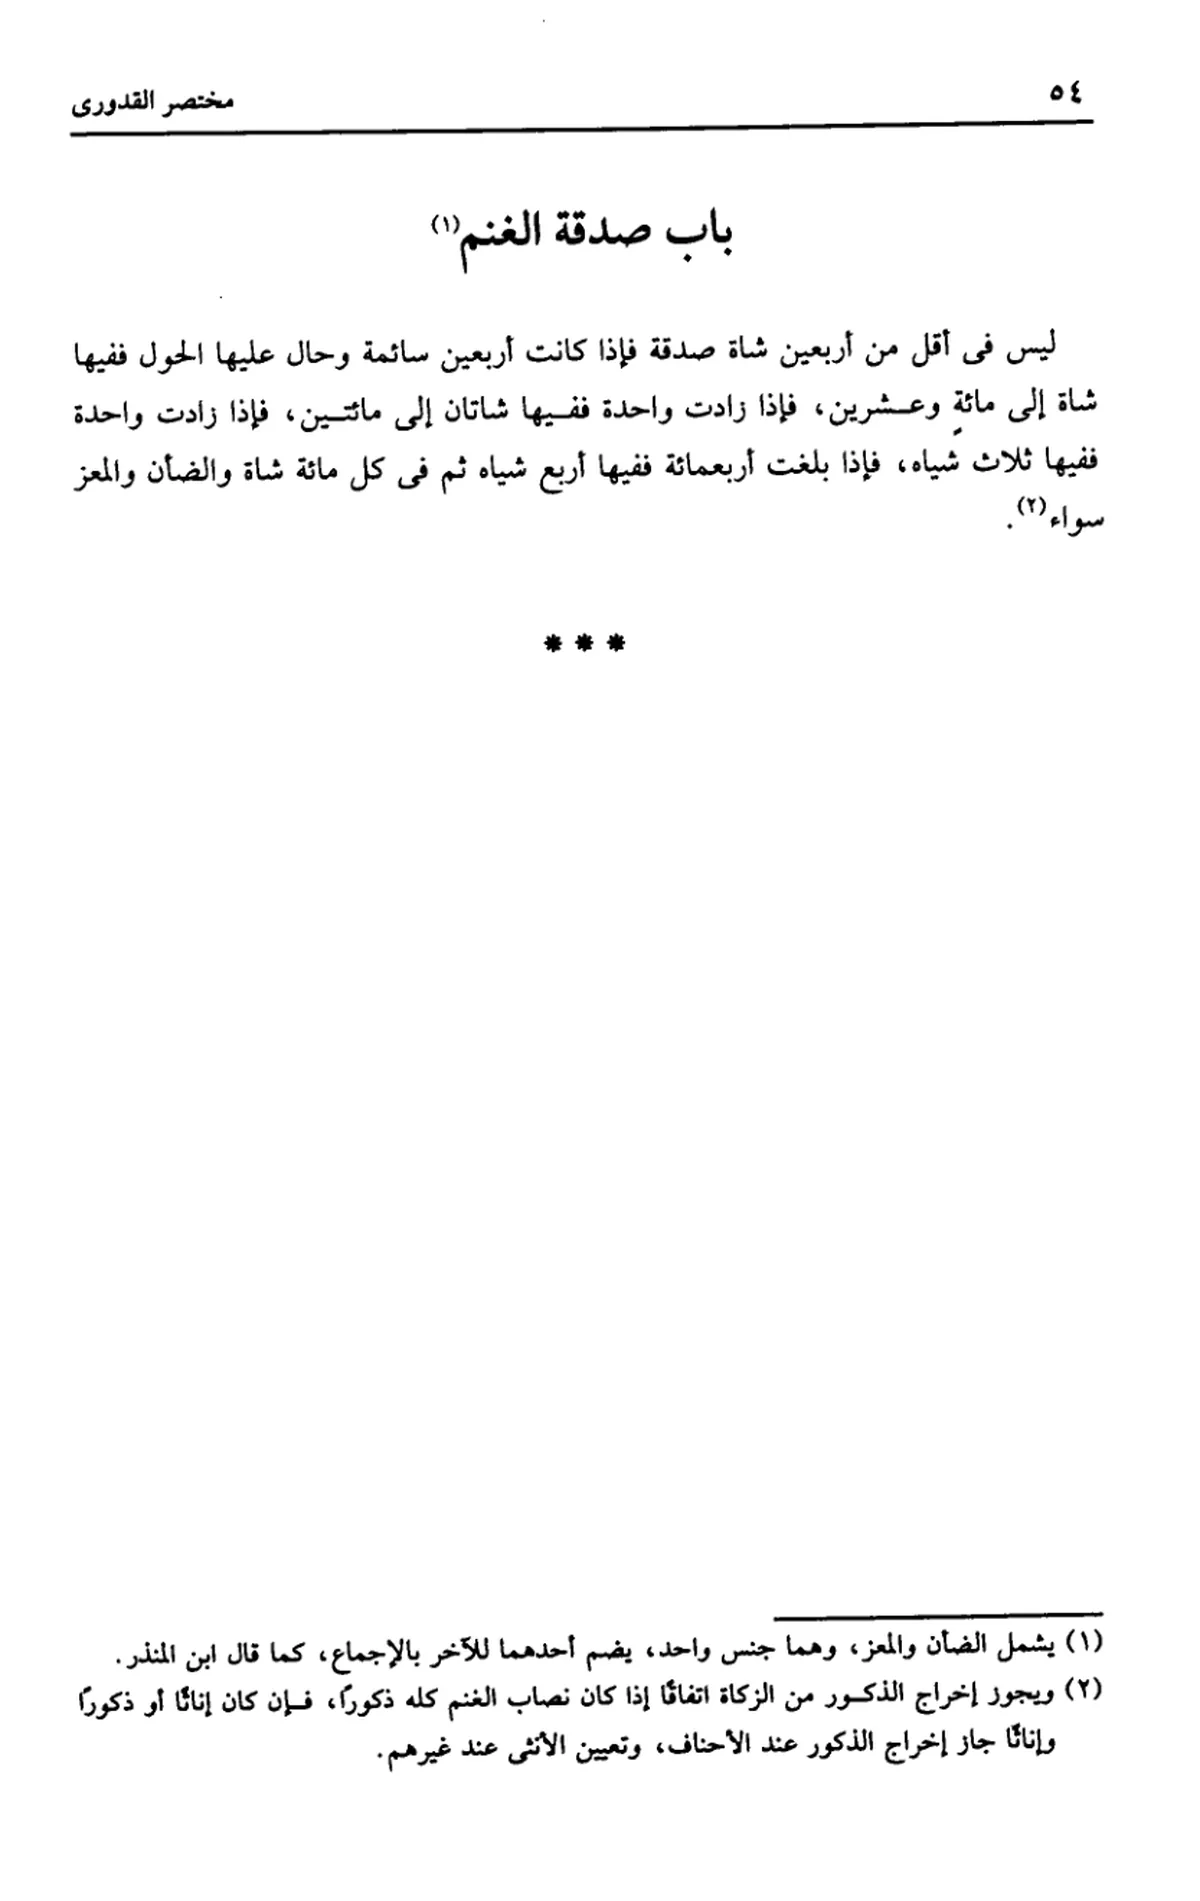 ٥٤
مختصر القدورى
باب صدقة الغنم(١)
ليس فى أقل من أربعين شاة صدقة فإذا كانت أربعين سائمة وحال عليها الحول ففيها
شاة إلى مائةٍ وعشرين، فإذا زادت واحدة ففيها شاتان إلى مائتين، فإذا زادت واحدة
ففيها ثلاث شياه، فإذا بلغت أربعمائة ففيها أربع شياه ثم فى كل مائة شاة والضأن والمعز
سواء(٢).
* * *
(١) يشمل الضأن والمعز، وهما جنس واحد، يضم أحدهما للآخر بالإجماع، كما قال ابن المنذر.
(٢) ويجوز إخراج الذكور من الزكاة اتفاقًا إذا كان نصاب الغنم كله ذكورًا، فإن كان إناثًا أو ذكورًا
وإناثًا جاز إخراج الذكور عند الأحناف، وتعيين الأنثى عند غيرهم.